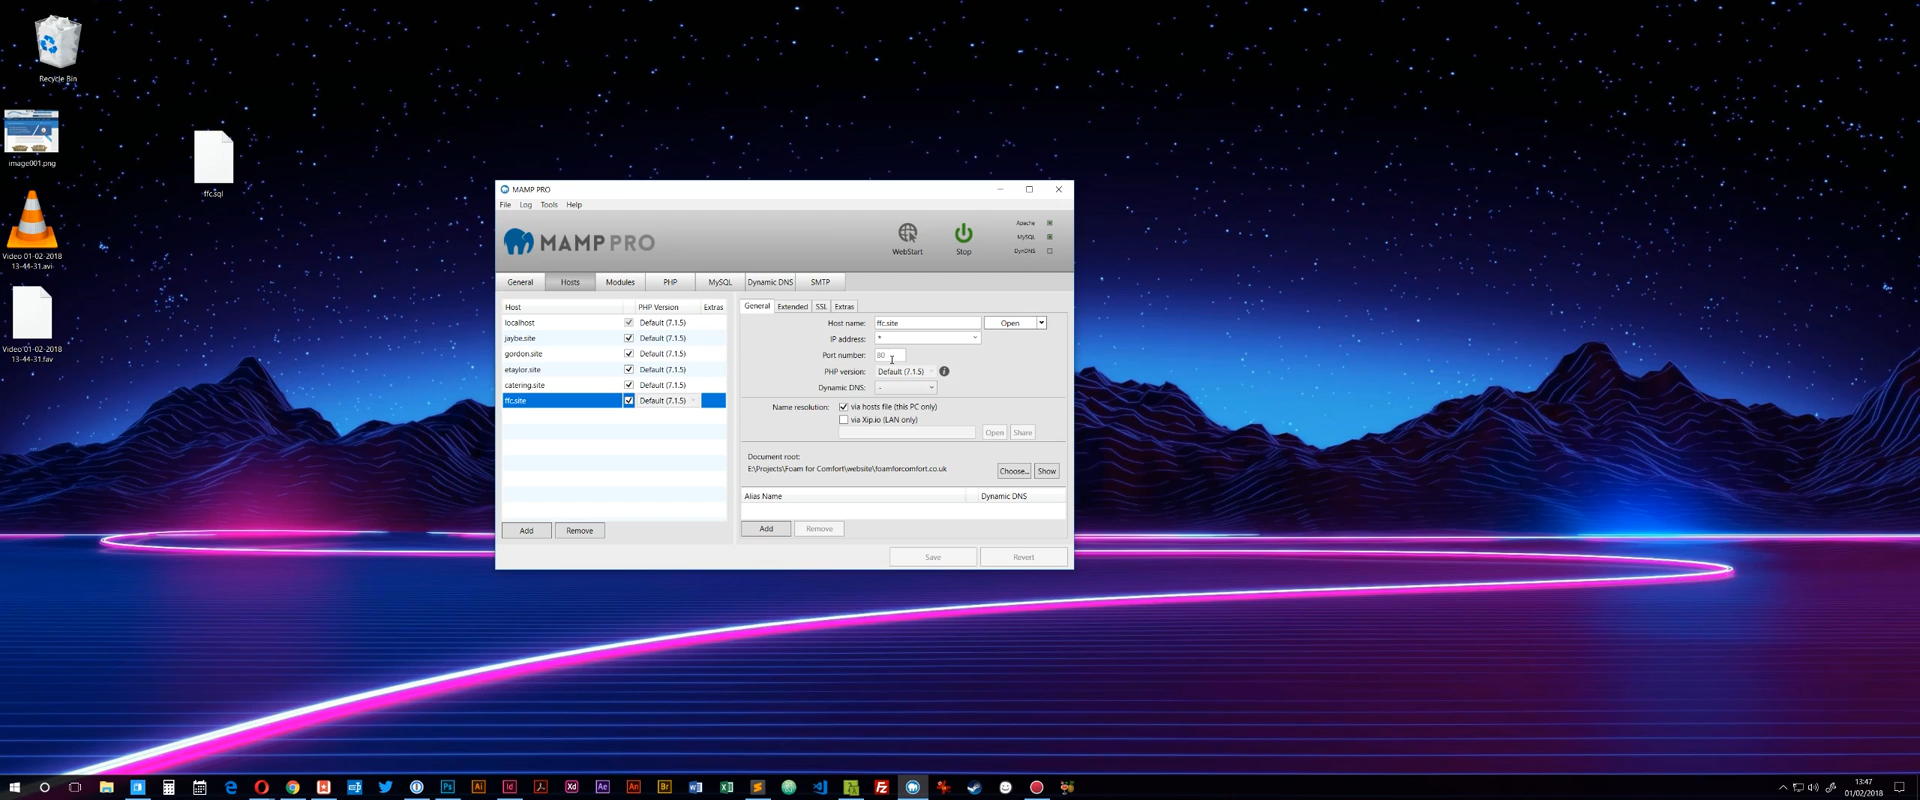 Recycle Bin
image001.png
ffc.sql
Video 01-02-2018
13-44-31.avi
Video 01-02-2018
13-44-31.fav
MAMP PRO
File Log Tools Help
MAMP PRO
WebStart
Stop
Apache
MySQL
DynDNS
General Hosts Modules PHP MySQL Dynamic DNS SMTP
Host PHP Version Extras
localhost Default (7.1.5)
jaybe.site Default (7.1.5)
gordon.site Default (7.1.5)
etaylor.site Default (7.1.5)
catering.site Default (7.1.5)
ffc.site Default (7.1.5)
Add Remove
General Extended SSL Extras
Host name: ffc.site Open
IP address: *
Port number: 80
PHP version: Default (7.1.5)
Dynamic DNS: -
Name resolution: via hosts file (this PC only)
via Xip.io (LAN only)
Open Share
Document root:
E:\Projects\Foam for Comfort\website\foamforcomfort.co.uk
Choose... Show
Alias Name Dynamic DNS
Add Remove
Save Revert
Ps Ai Id Xd Ae An Br
13:47
01/02/2018